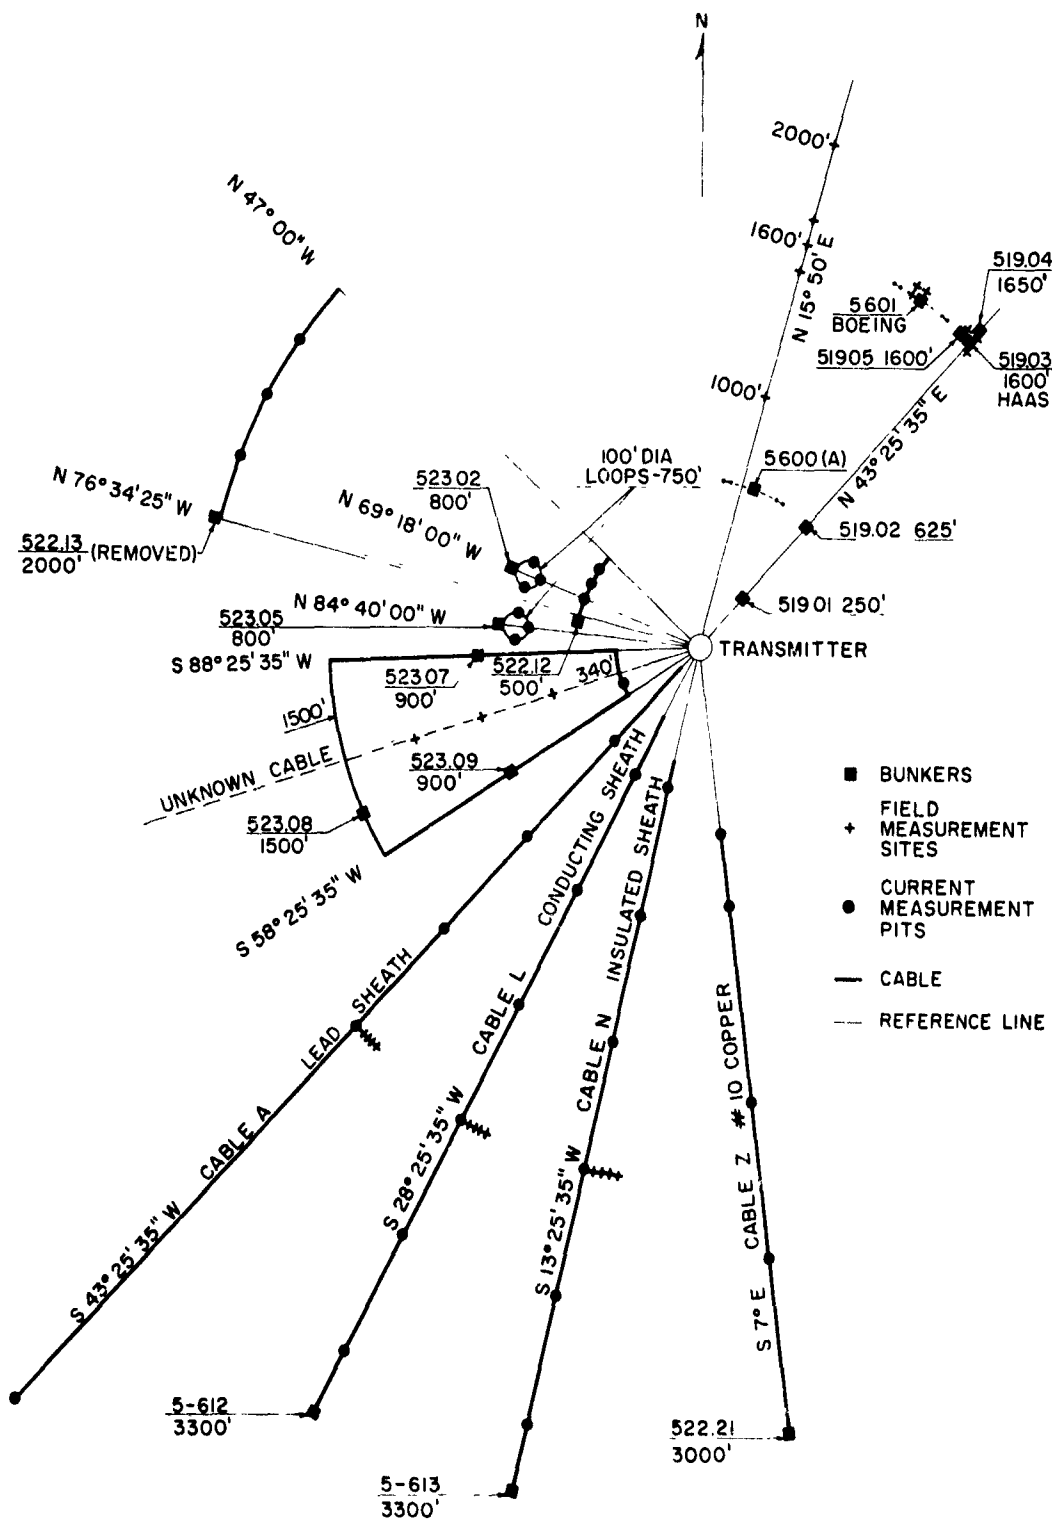 N
2000'
1600'
N 15° 50' E
1000'
N 47° 00" W
519.04
1650'
5601
BOEING
51905 1600'
519.03
1600'
HAAS
N 43° 25' 35" E
5600 (A)
100' DIA
LOOPS-750'
523.02
800'
N 69° 18' 00" W
N 76° 34' 25" W
522.13 (REMOVED)
2000'
519.02 625'
519.01 250'
N 84° 40' 00" W
523.05
800'
S 88° 25' 35" W
TRANSMITTER
523.07
900'
522.12
500'
340'
1500'
UNKNOWN CABLE
523.09
900'
523.08
1500'
S 58° 25' 35" W
BUNKERS
FIELD
MEASUREMENT
SITES
CURRENT
MEASUREMENT
PITS
CABLE
REFERENCE LINE
S 43° 25' 35" W CABLE A LEAD SHEATH
S 28° 25' 35" W CABLE L CONDUCTING SHEATH
S 13° 25' 35" W CABLE N INSULATED SHEATH
S 7° E CABLE Z # 10 COPPER
5-612
3300'
5-613
3300'
522.21
3000'